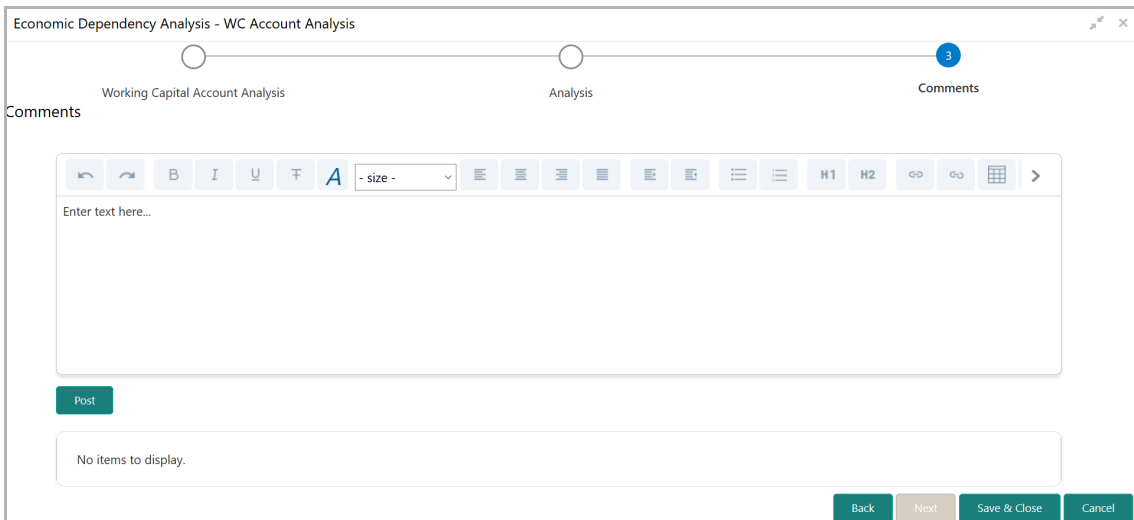 Economic Dependency Analysis - WC Account Analysis
3
Working Capital Account Analysis Analysis Comments
Comments
B I U T A - size - H1 H2
Enter text here...
Post
No items to display.
Back Next Save & Close Cancel